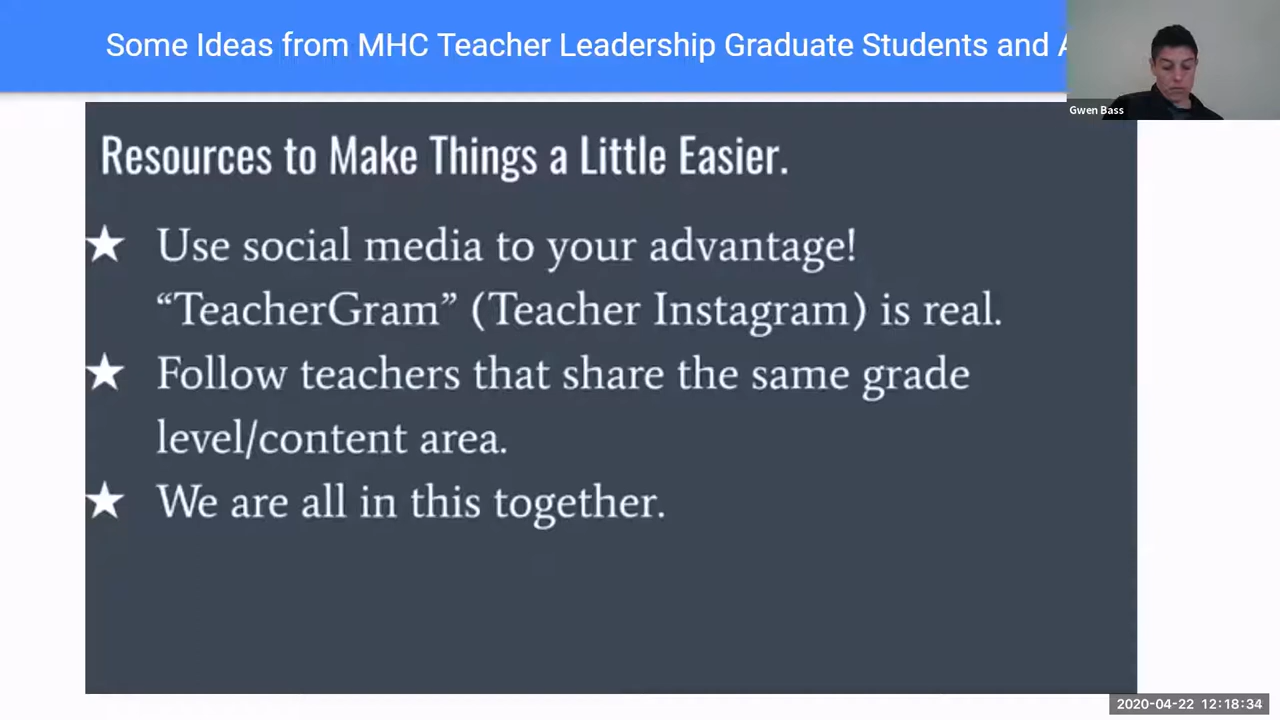 Some Ideas from MHC Teacher Leadership Graduate Students and
Gwen Bass
Resources to Make Things a Little Easier.
★ Use social media to your advantage!
“TeacherGram” (Teacher Instagram) is real.
★ Follow teachers that share the same grade
level/content area.
★ We are all in this together.
2020-04-22 12:18:34